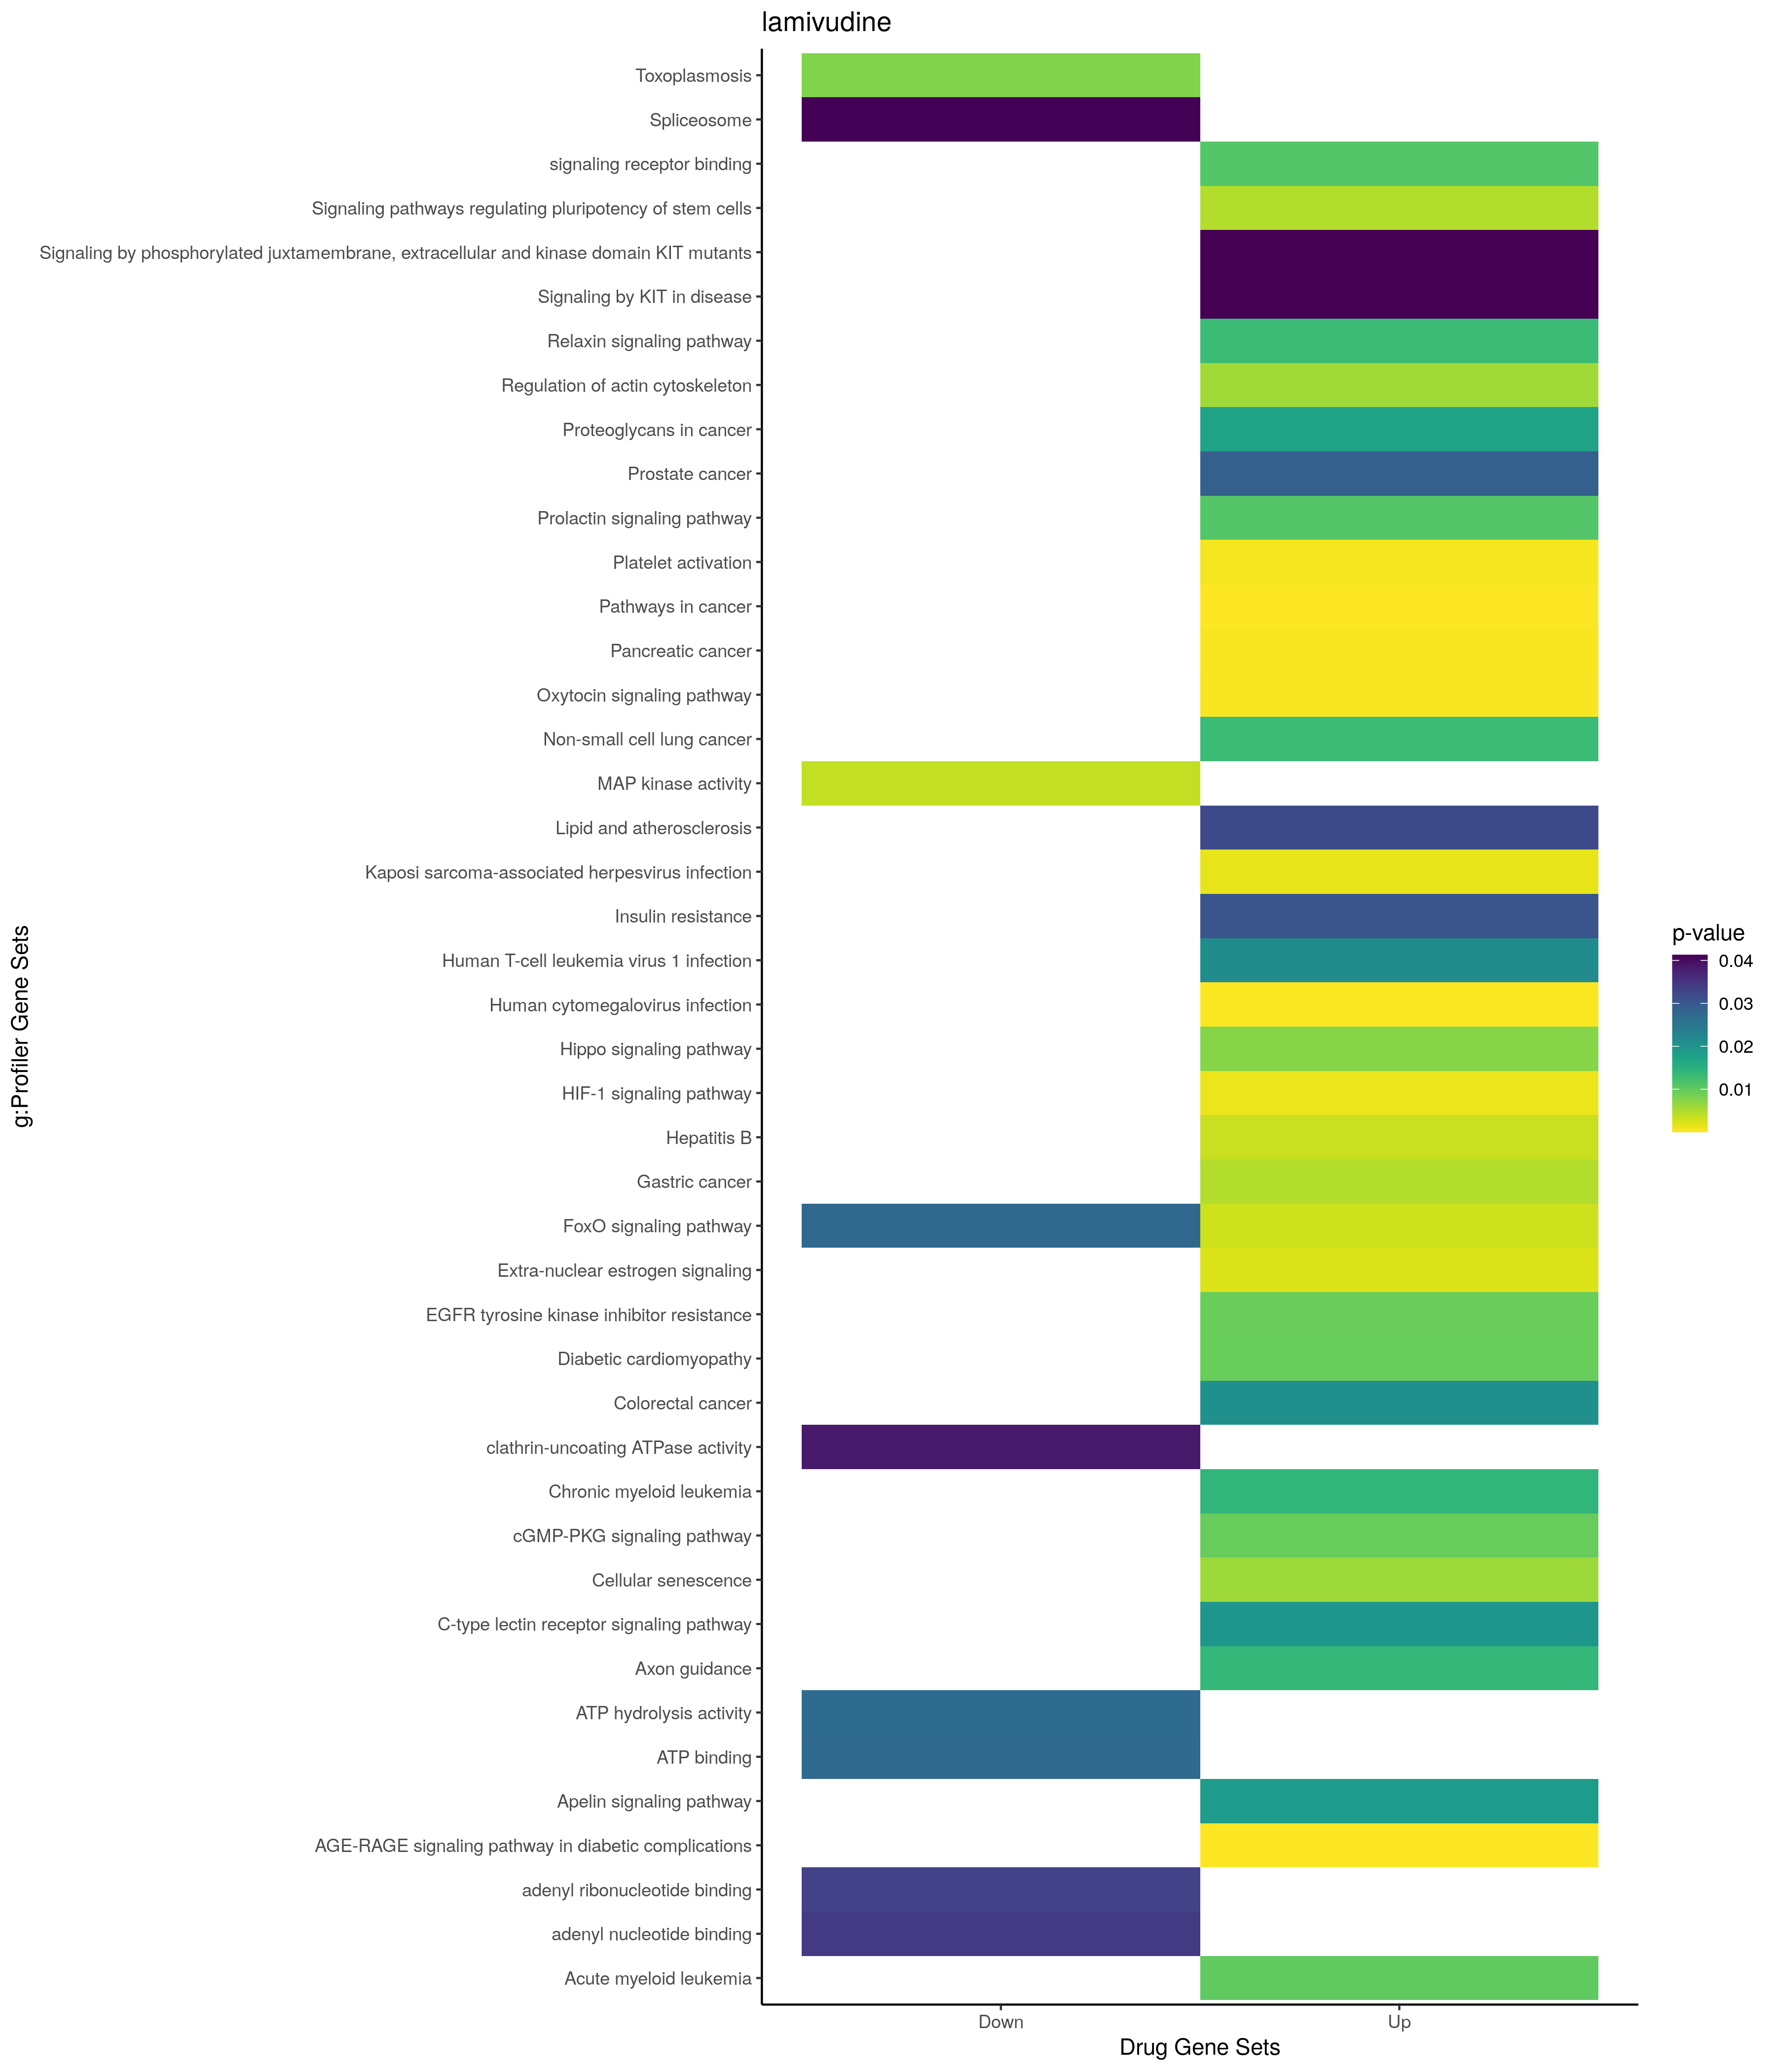 lamivudine
Toxoplasmosis
Spliceosome
signaling receptor binding
Signaling pathways regulating pluripotency of stem cells
Signaling by phosphorylated juxtamembrane, extracellular and kinase domain KIT mutants
Signaling by KIT in disease
Relaxin signaling pathway
Regulation of actin cytoskeleton
Proteoglycans in cancer
Prostate cancer
Prolactin signaling pathway
Platelet activation
Pathways in cancer
Pancreatic cancer
Oxytocin signaling pathway
Non-small cell lung cancer
MAP kinase activity
Lipid and atherosclerosis
Kaposi sarcoma-associated herpesvirus infection
Insulin resistance
Human T-cell leukemia virus 1 infection
Human cytomegalovirus infection
Hippo signaling pathway
HIF-1 signaling pathway
Hepatitis B
Gastric cancer
FoxO signaling pathway
Extra-nuclear estrogen signaling
EGFR tyrosine kinase inhibitor resistance
Diabetic cardiomyopathy
Colorectal cancer
clathrin-uncoating ATPase activity
Chronic myeloid leukemia
cGMP-PKG signaling pathway
Cellular senescence
C-type lectin receptor signaling pathway
Axon guidance
ATP hydrolysis activity
ATP binding
Apelin signaling pathway
AGE-RAGE signaling pathway in diabetic complications
adenyl ribonucleotide binding
adenyl nucleotide binding
Acute myeloid leukemia
g:Profiler Gene Sets
Down
Up
Drug Gene Sets
p-value
0.04
0.03
0.02
0.01